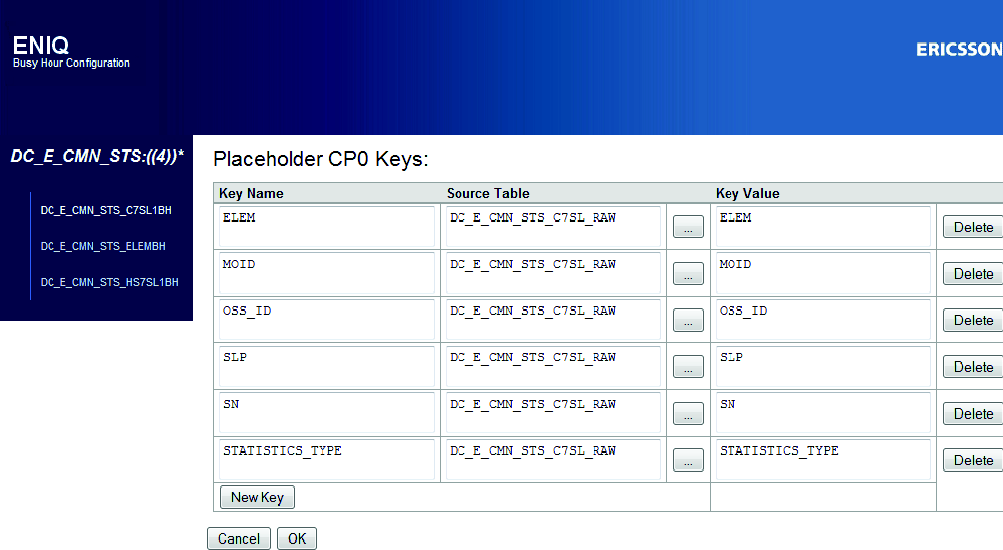 ENIQ
Busy Hour Configuration
ERICSSON
DC_E_CMN_STS:((4))*
DC_E_CMN_STS_C7SL1BH
DC_E_CMN_STS_ELEMBH
DC_E_CMN_STS_HS7SL1BH
Placeholder CP0 Keys:
Key Name Source Table Key Value
ELEM DC_E_CMN_STS_C7SL_RAW ... ELEM Delete
MOID DC_E_CMN_STS_C7SL_RAW ... MOID Delete
OSS_ID DC_E_CMN_STS_C7SL_RAW ... OSS_ID Delete
SLP DC_E_CMN_STS_C7SL_RAW ... SLP Delete
SN DC_E_CMN_STS_C7SL_RAW ... SN Delete
STATISTICS_TYPE DC_E_CMN_STS_C7SL_RAW ... STATISTICS_TYPE Delete
New Key
Cancel OK